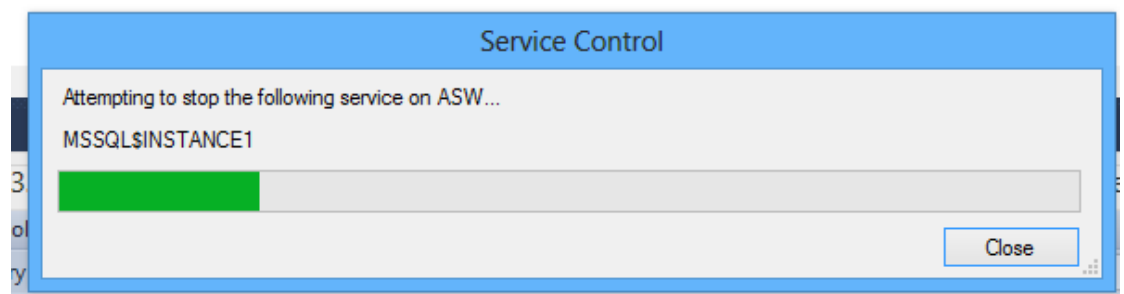 Service Control
Attempting to stop the following service on ASW...
MSSQL$INSTANCE1
Close